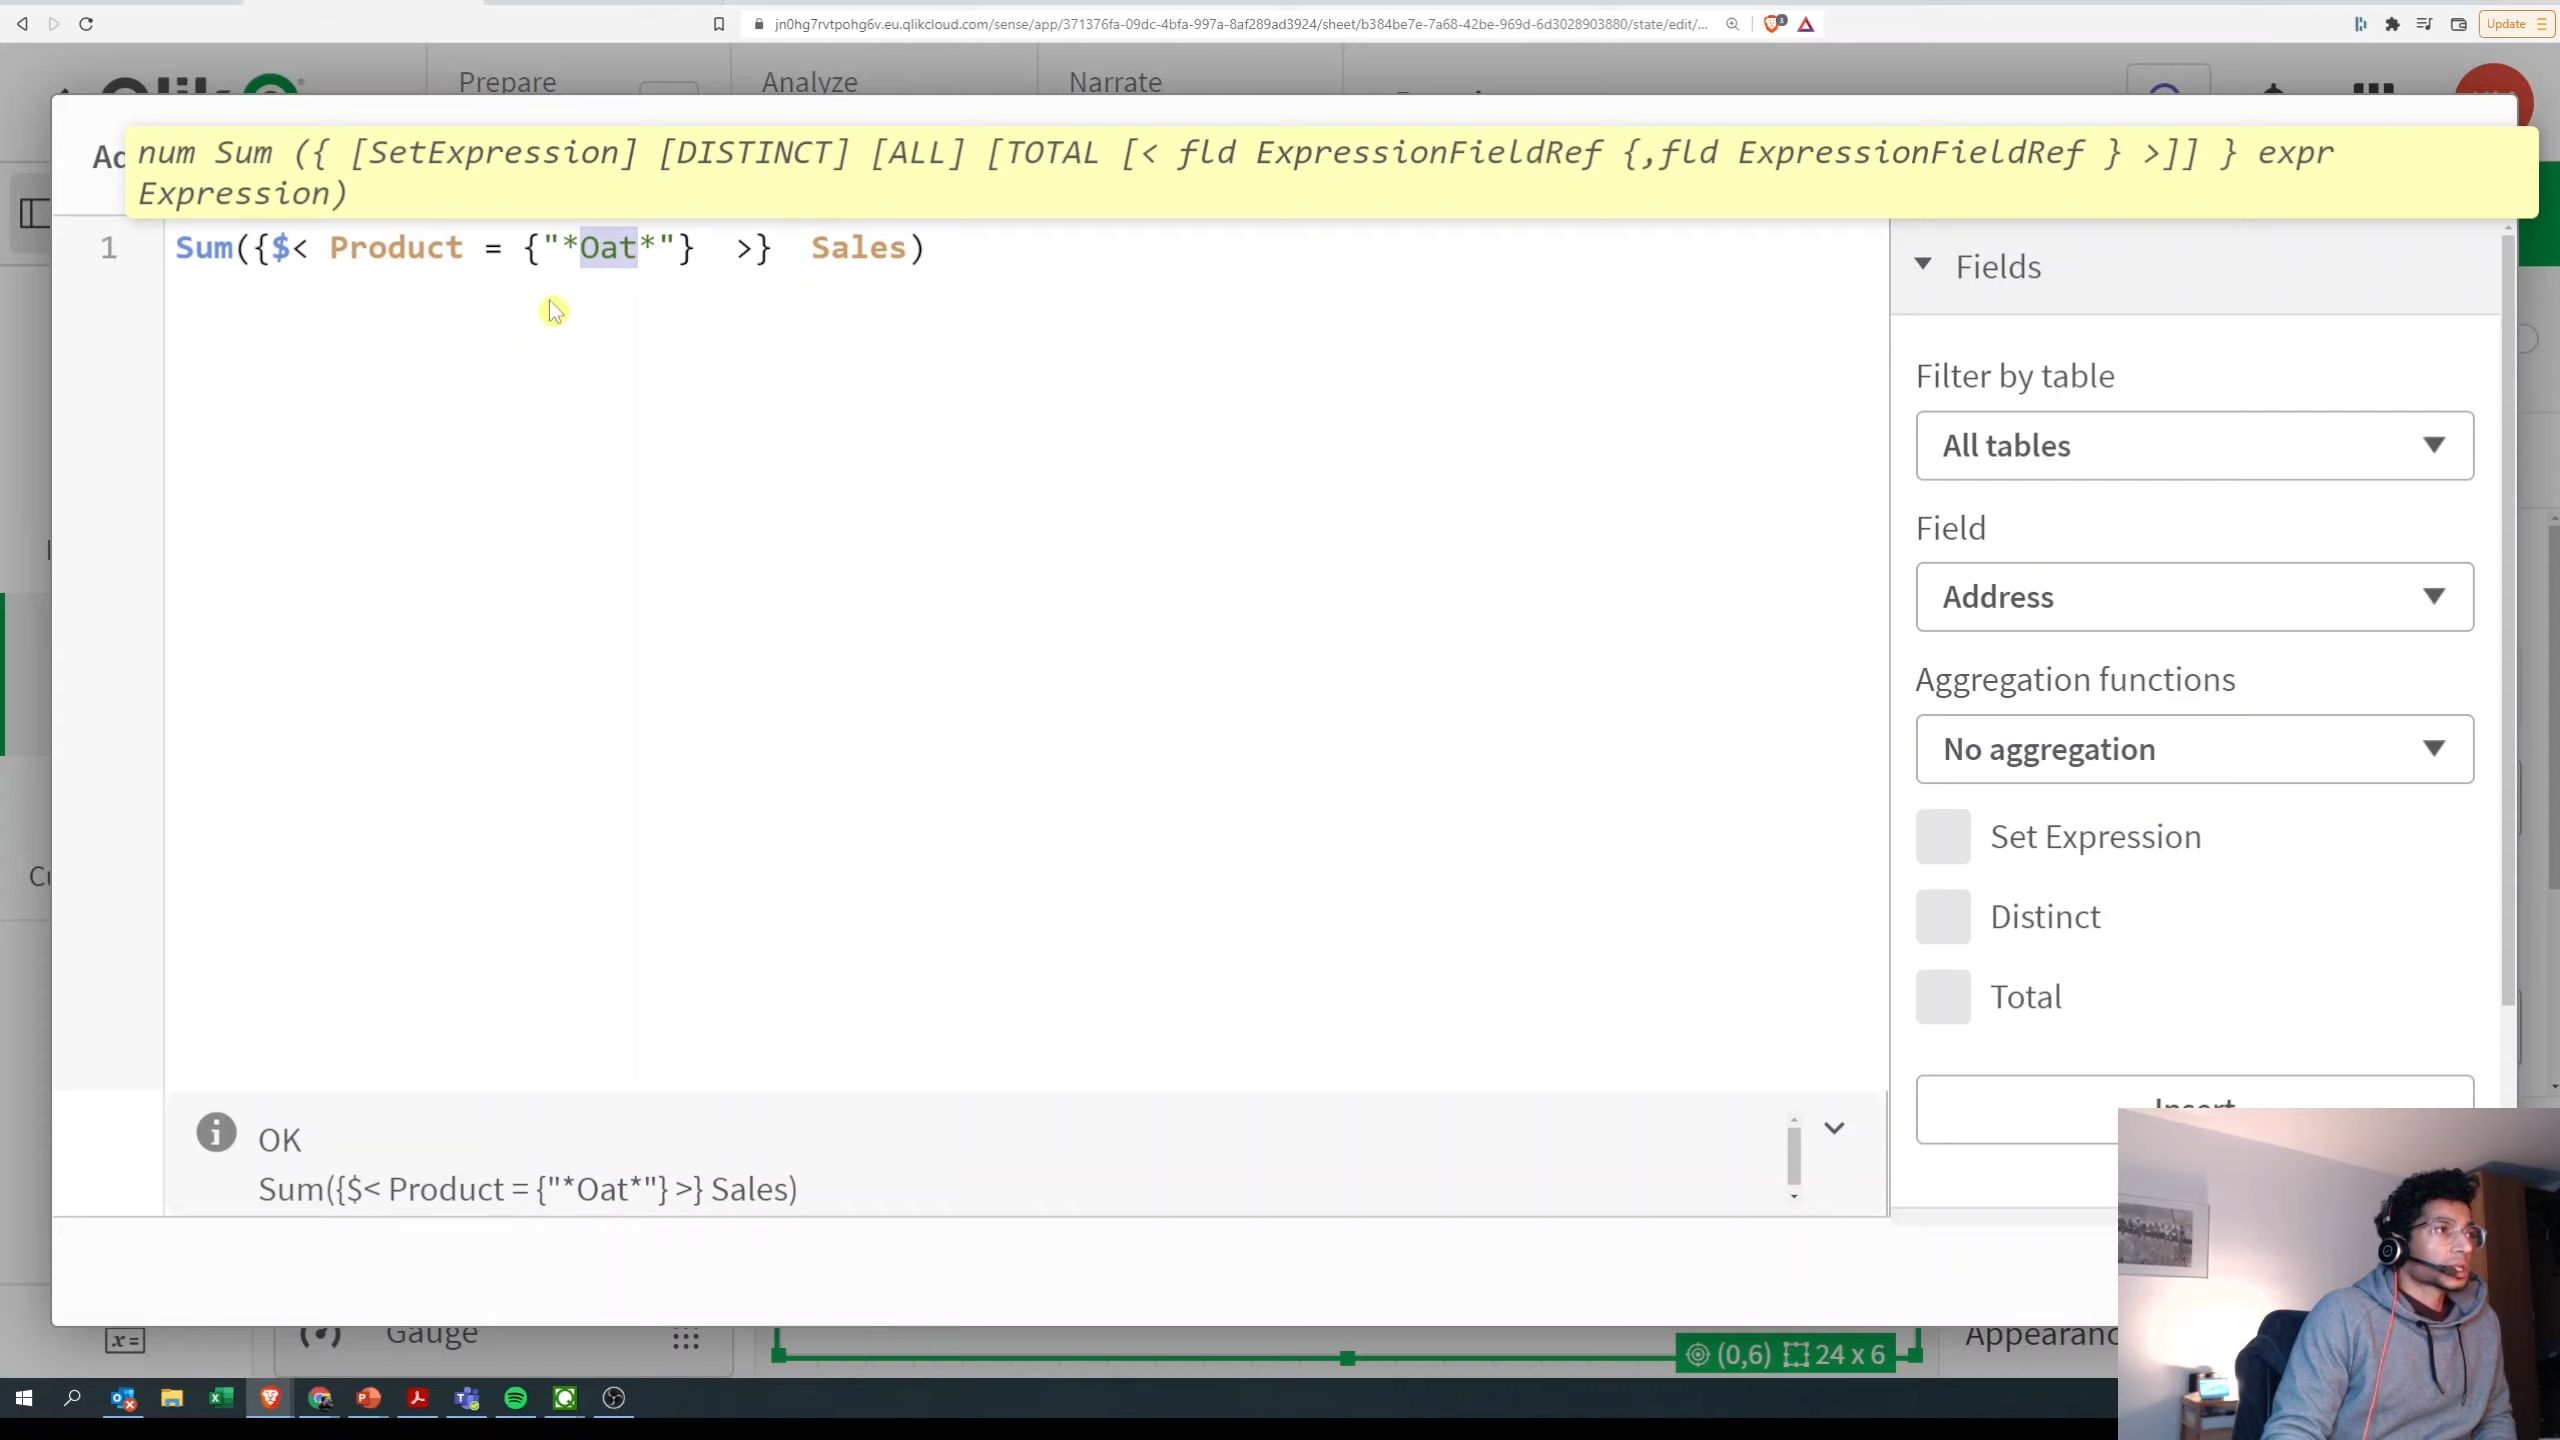 jn0hg7rvtpohg6v.eu.qlikcloud.com/sense/app/371376fa-09dc-4bfa-997a-8af289ad3924/sheet/b384be7e-7a68-42be-969d-6d3028903880/state/edit/...
Update
Qlik
Prepare
Analyze
Narrate
num Sum ({ [SetExpression] [DISTINCT] [ALL] [TOTAL [< fld ExpressionFieldRef {,fld ExpressionFieldRef } >]] } expr
Expression)
1
Sum({$< Product = {"*Oat*"} >} Sales)
Fields
Filter by table
All tables
Field
Address
Aggregation functions
No aggregation
Set Expression
Distinct
Total
Insert
OK
Sum({$< Product = {"*Oat*"} >} Sales)
x=
Gauge
(0,6) 24 x 6